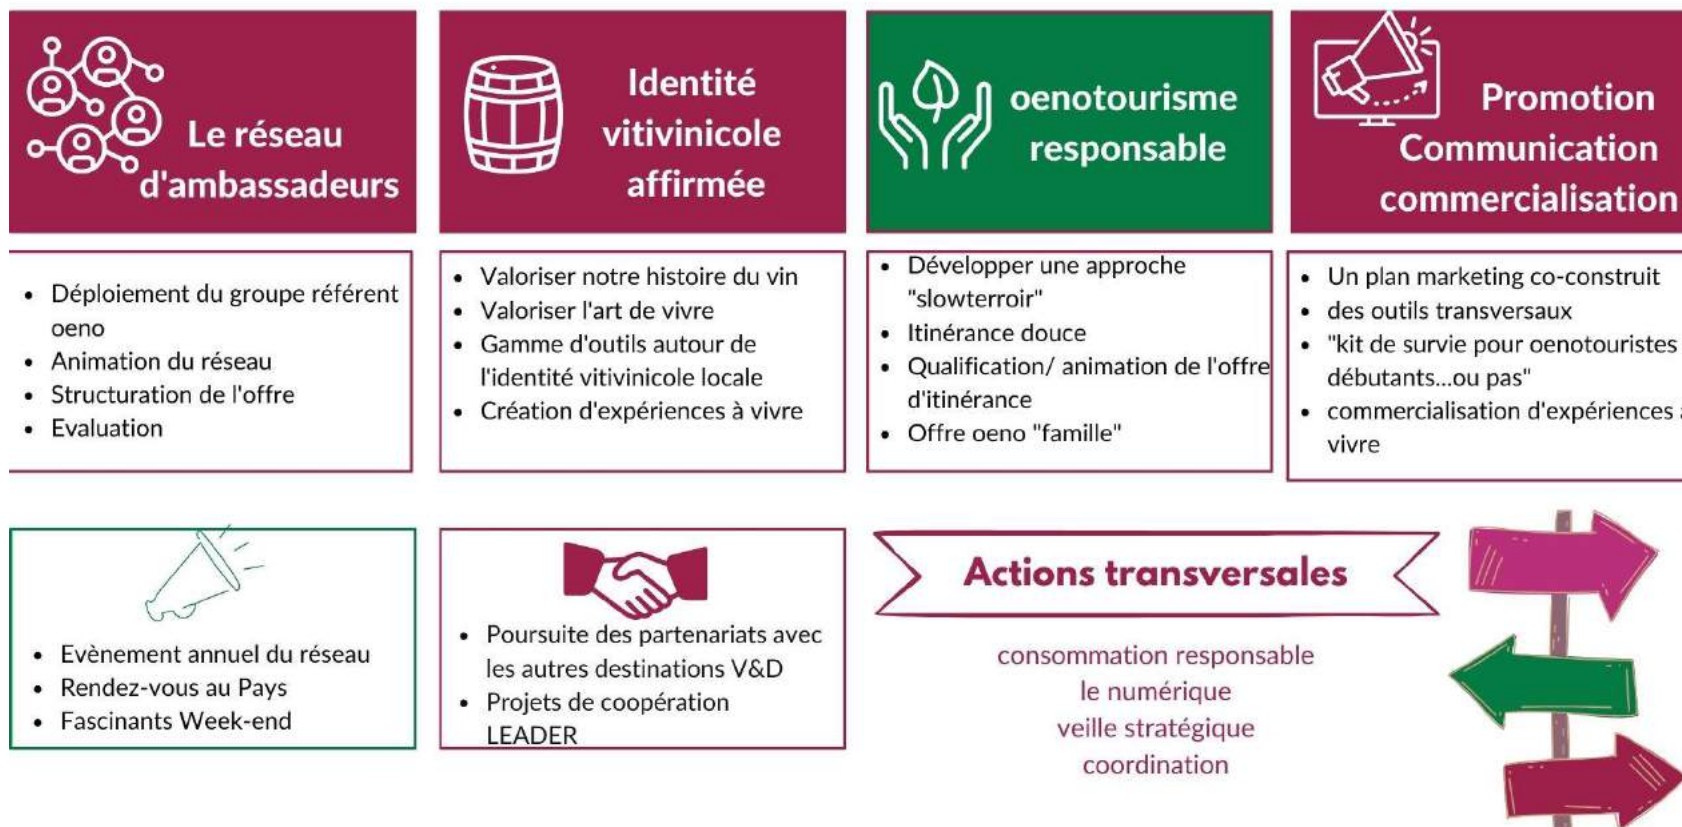 Le réseau
d'ambassadeurs
Identité
vitivinicole
affirmée
oenotourisme
responsable
Promotion
Communication
commercialisation
• Déploiement du groupe référent
oeno
• Animation du réseau
• Structuration de l'offre
• Evaluation
• Valoriser notre histoire du vin
• Valoriser l'art de vivre
• Gamme d'outils autour de
l'identité vitivinicole locale
• Création d'expériences à vivre
• Développer une approche
"slowterroir"
• Itinérance douce
• Qualification/ animation de l'offre
d'itinérance
• Offre oeno "famille"
• Un plan marketing co-construit
• des outils transversaux
• "kit de survie pour oenotouristes
débutants...ou pas"
• commercialisation d'expériences
vivre
• Evènement annuel du réseau
• Rendez-vous au Pays
• Fascinants Week-end
• Poursuite des partenariats avec
les autres destinations V&D
• Projets de coopération
LEADER
Actions transversales
consommation responsable
le numérique
veille stratégique
coordination